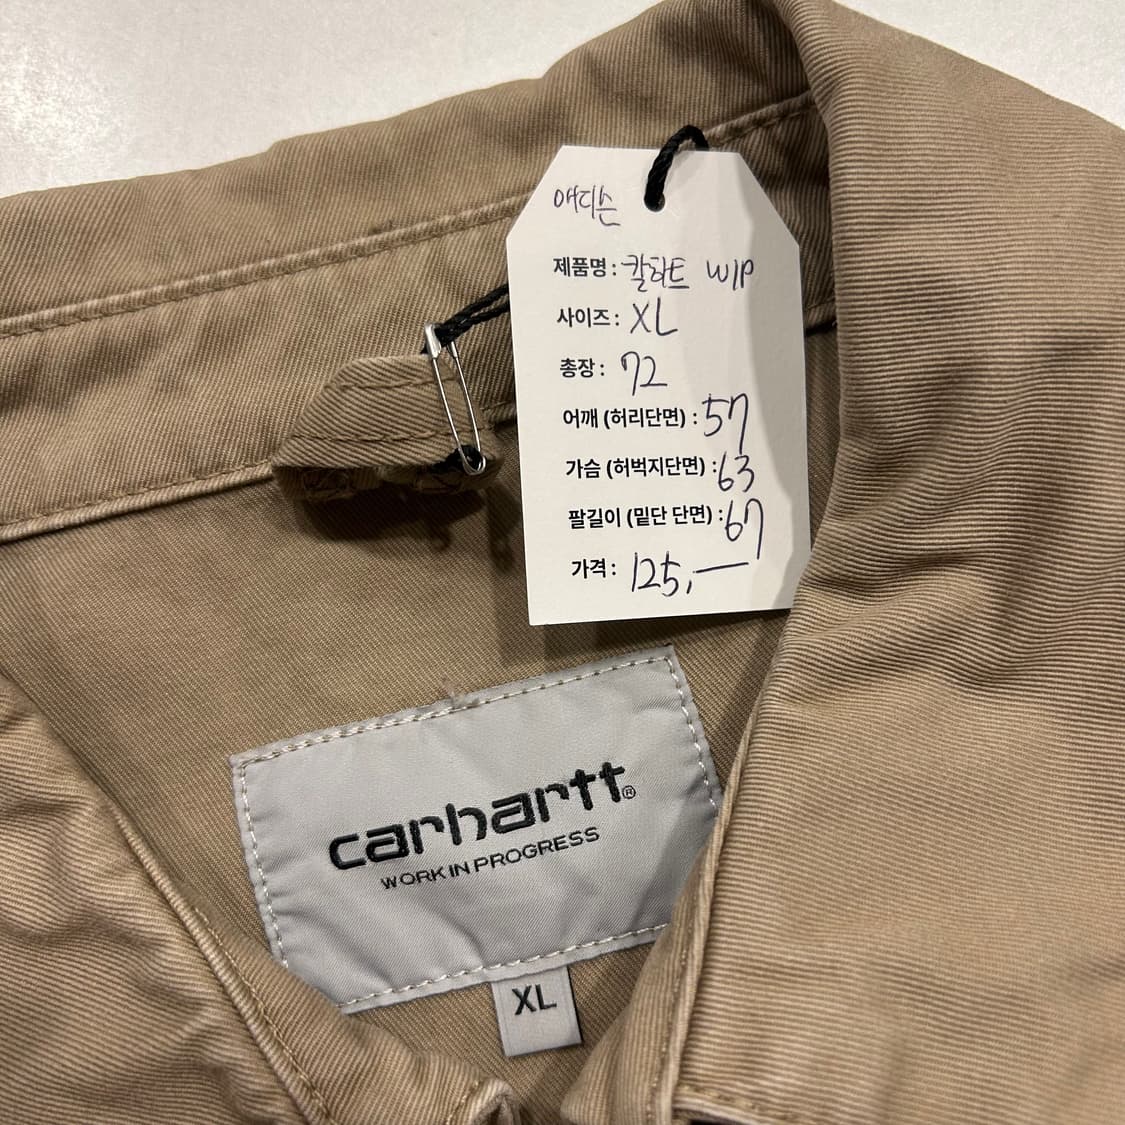 애디슨
제품명 : 칼하트 WIP
사이즈 : XL
총장 : 72
어깨 (허리단면) : 57
가슴 (허벅지단면) : 63
팔길이 (밑단 단면) : 67
가격 : 125,—
carhartt®
WORK IN PROGRESS
XL